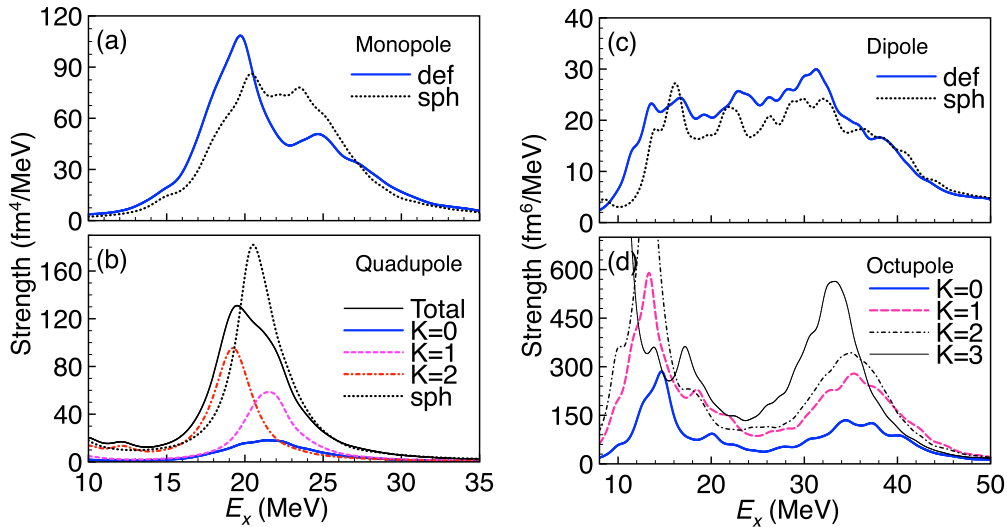 120
90
60
30
0
(a)
Monopole
def
sph
160
120
80
40
0
(b)
Quadupole
Total
K=0
K=1
K=2
sph
10 15 20 25 30 35
E_x (MeV)
Strength (fm⁴/MeV)
40
30
20
10
0
(c)
Dipole
def
sph
600
450
300
150
0
(d)
Octupole
K=0
K=1
K=2
K=3
10 20 30 40 50
E_x (MeV)
Strength (fm⁶/MeV)